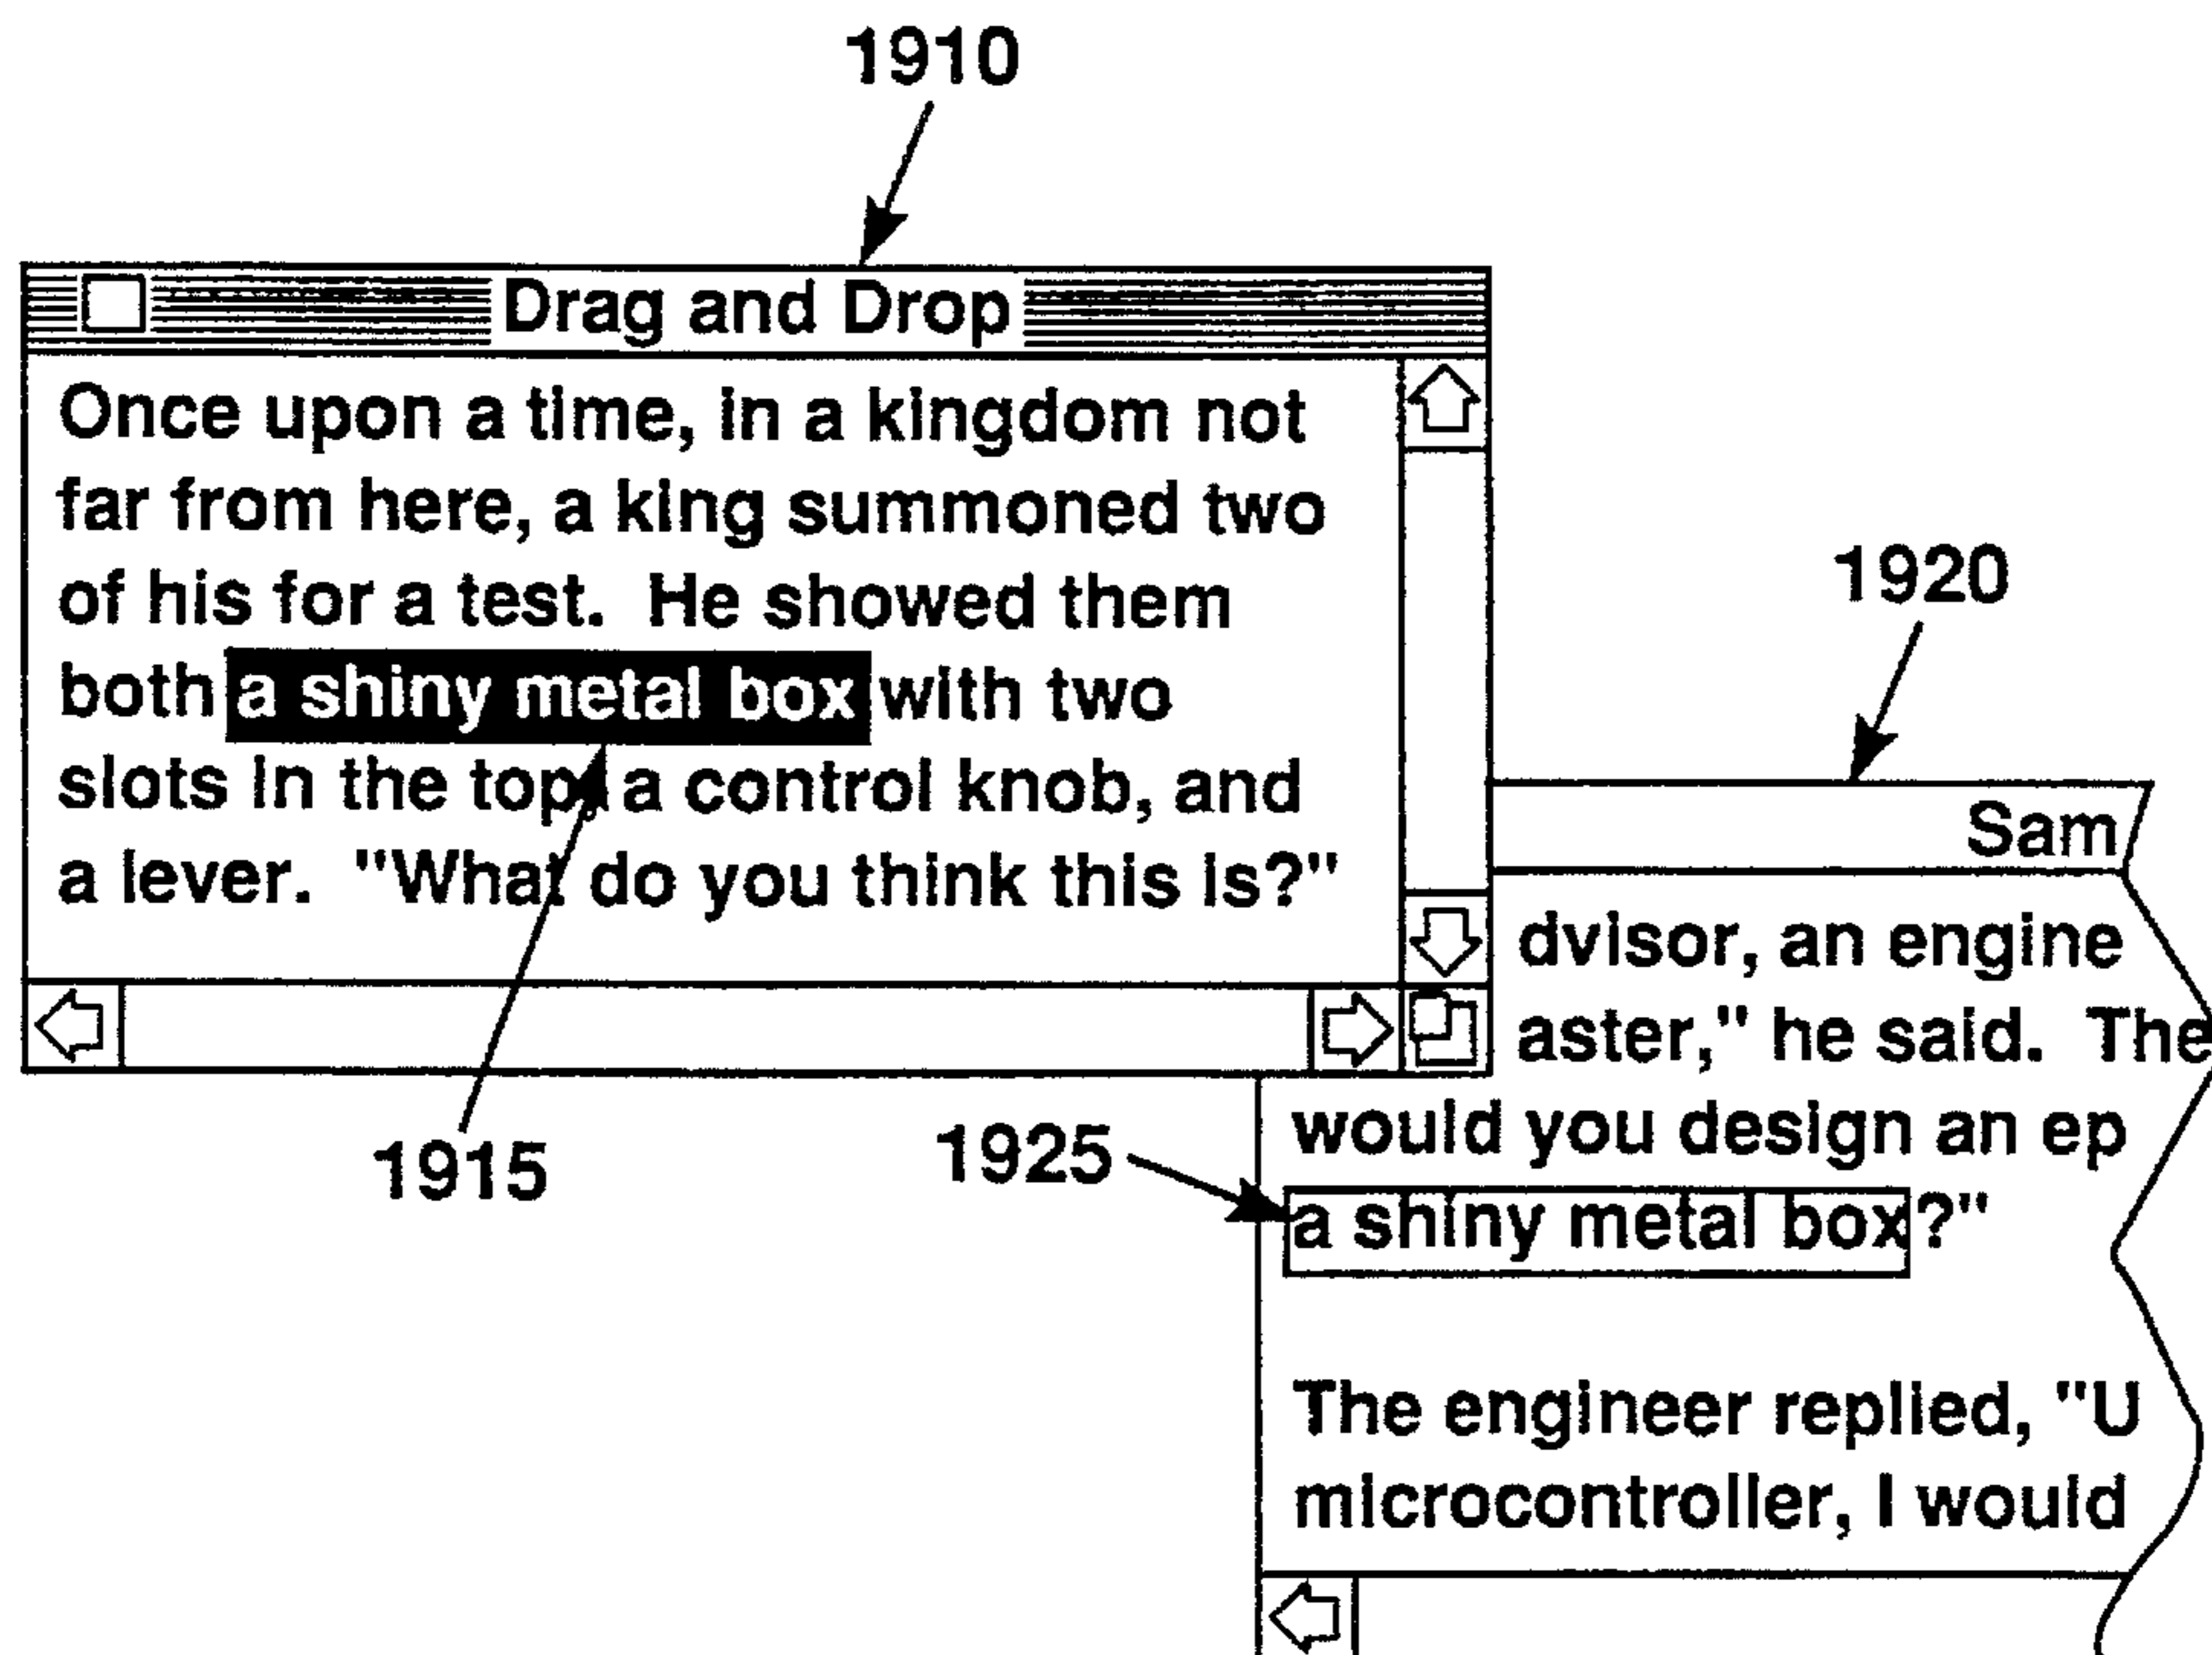 1910
Drag and Drop
Once upon a time, in a kingdom not
far from here, a king summoned two
of his for a test. He showed them
both a shiny metal box with two
slots in the top, a control knob, and
a lever. "What do you think this is?"
1915
1920
Sam
dvisor, an engine
aster," he said. The
would you design an ep
1925
a shiny metal box?"
The engineer replied, "U
microcontroller, I would